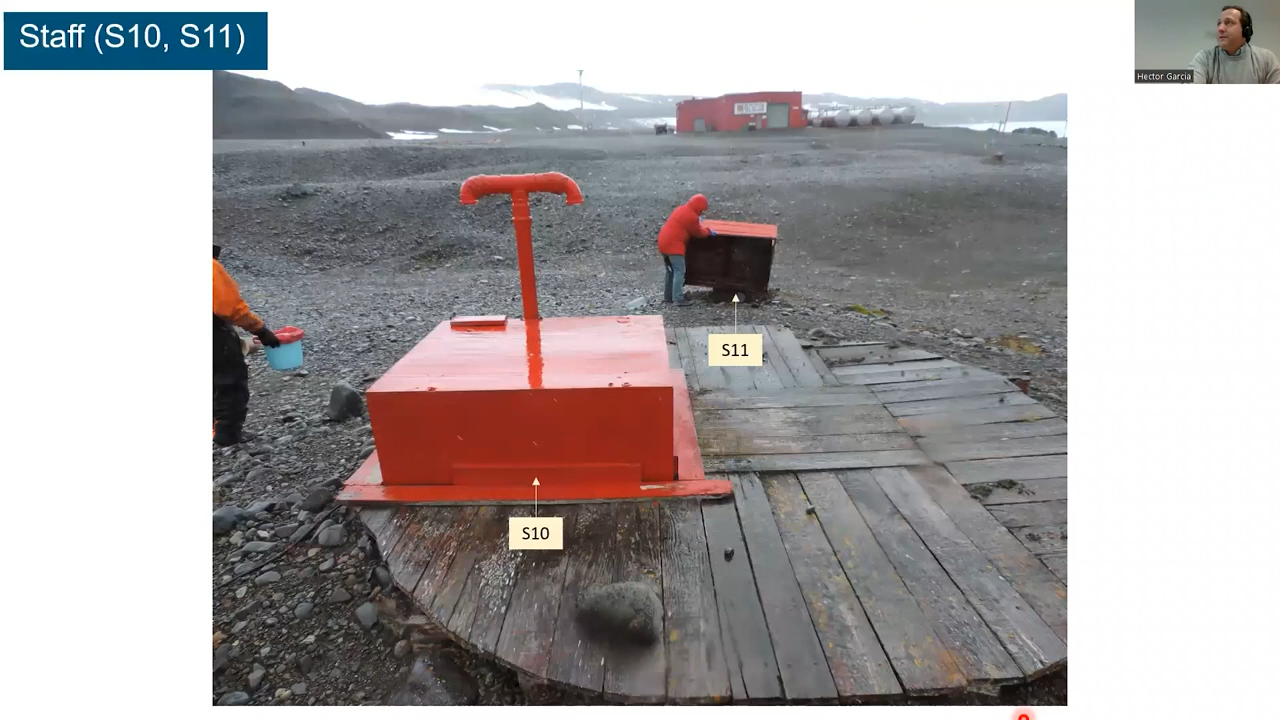 Staff (S10, S11)
Hector Garcia
S11
S10